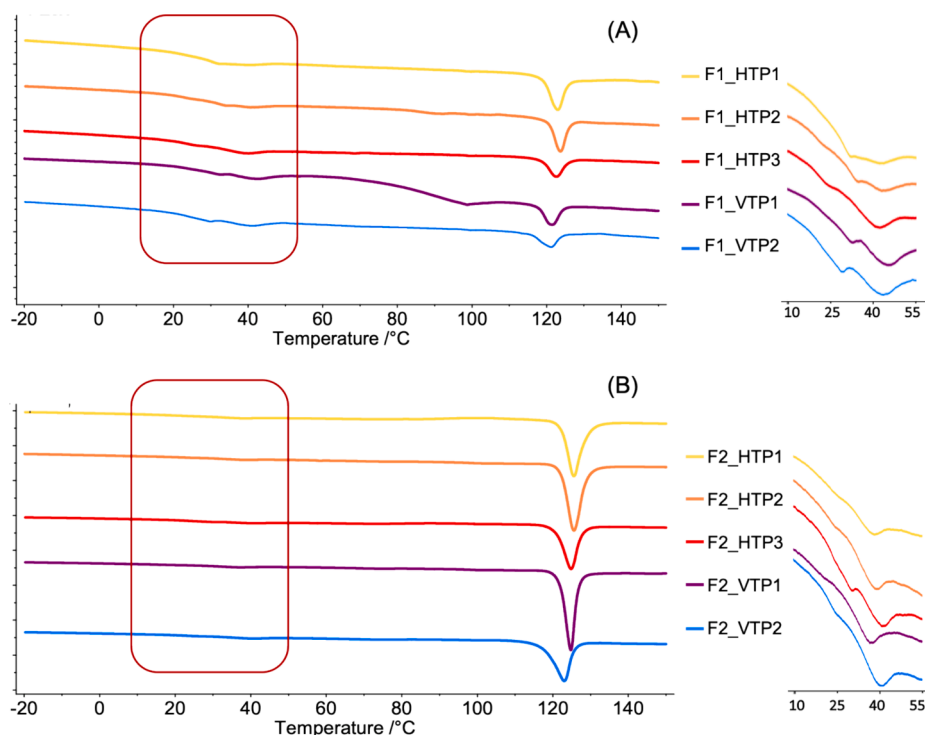 (A)
F1_HTP1
F1_HTP2
F1_HTP3
F1_VTP1
F1_VTP2
-20 0 20 40 60 80 100 120 140
Temperature /°C
10 25 40 55
(B)
F2_HTP1
F2_HTP2
F2_HTP3
F2_VTP1
F2_VTP2
-20 0 20 40 60 80 100 120 140
Temperature /°C
10 25 40 55